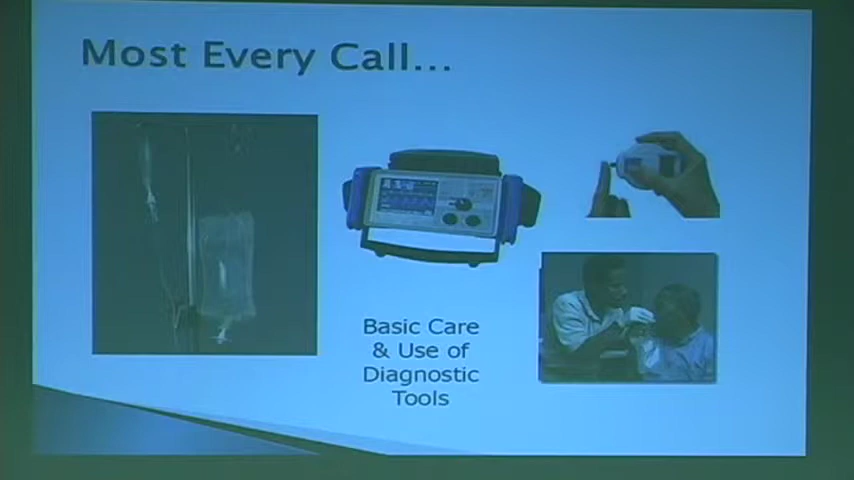 Most Every Call...
Basic Care
& Use of
Diagnostic
Tools